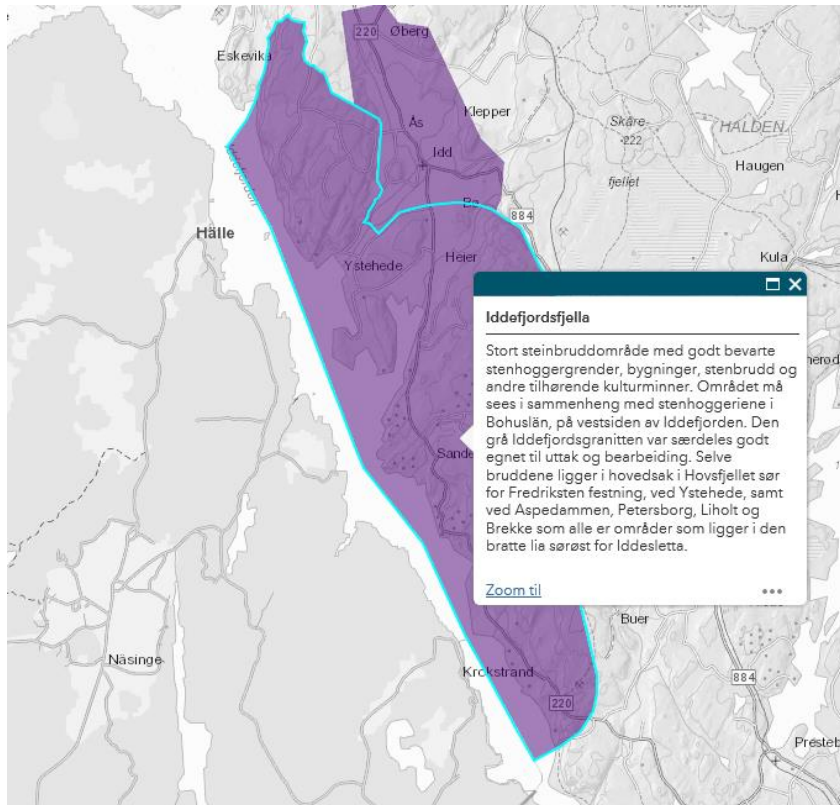 220
Øberg
Eskevika
Klepper
Ås
Skåre-
222
HALDEN
Idd
Haugen
fjellet
Iddefjorden
884
Hälle
Kula
Heier
Ystehede
Iddefjordsfjella
Stort steinbruddområde med godt bevarte
stenhoggergrender, bygninger, stenbrudd og
andre tilhørende kulturminner. Området må
sees i sammenheng med stenhoggeriene i
Bohuslän, på vestsiden av Iddefjorden. Den
grå Iddefjordsgranitten var særdeles godt
egnet til uttak og bearbeiding. Selve
bruddene ligger i hovedsak i Hovsfjellet sør
for Fredriksten festning, ved Ystehede, samt
ved Aspedammen, Petersborg, Liholt og
Brekke som alle er områder som ligger i den
bratte lia sørøst for Iddesletta.
Zoom til
Sande
Buer
Näsinge
Krokstrand
884
220
Presteb